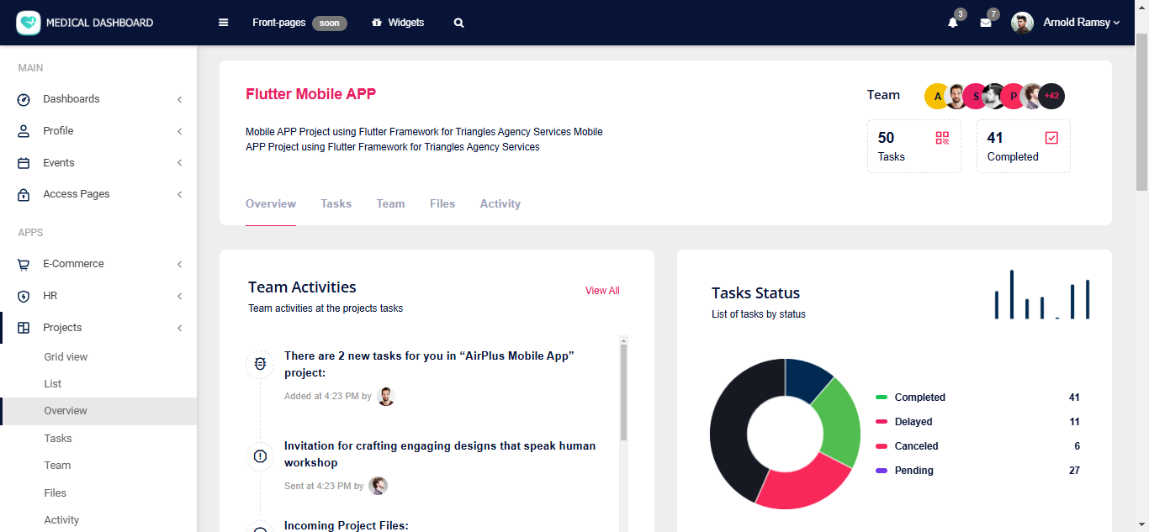 MEDICAL DASHBOARD
Front-pages soon
Widgets
3
7
Arnold Ramsy
MAIN
Dashboards
Profile
Events
Access Pages
APPS
E-Commerce
HR
Projects
Grid view
List
Overview
Tasks
Team
Files
Activity
Flutter Mobile APP
Mobile APP Project using Flutter Framework for Triangles Agency Services Mobile
APP Project using Flutter Framework for Triangles Agency Services
Team
A
S
P
+42
50
Tasks
41
Completed
Overview Tasks Team Files Activity
Team Activities
View All
Team activities at the projects tasks
There are 2 new tasks for you in “AirPlus Mobile App”
project:
Added at 4:23 PM by
Invitation for crafting engaging designs that speak human
workshop
Sent at 4:23 PM by
Incoming Project Files:
Tasks Status
List of tasks by status
Completed 41
Delayed 11
Canceled 6
Pending 27